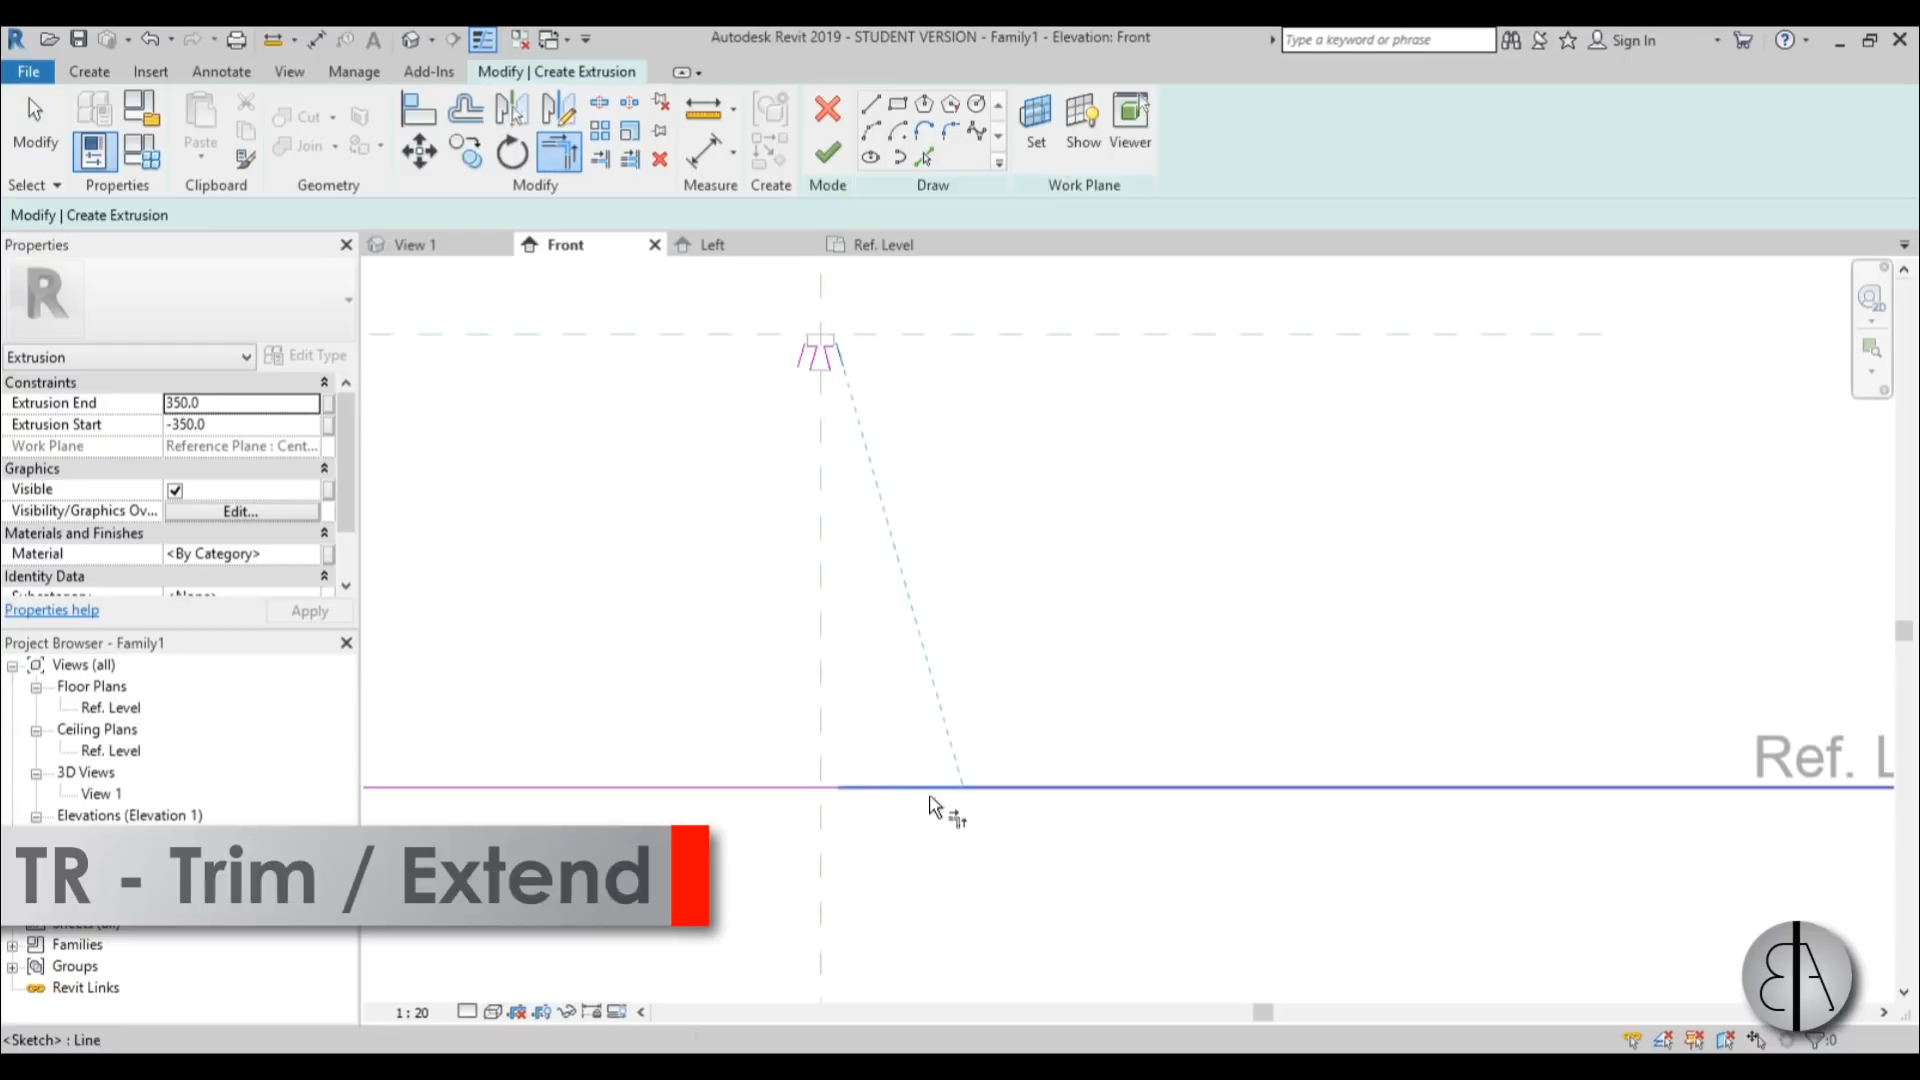 Autodesk Revit 2019 - STUDENT VERSION - Family1 - Elevation: Front
Type a keyword or phrase
Sign In
File Create Insert Annotate View Manage Add-Ins Modify | Create Extrusion
Modify
Paste
Cut
Join
Set Show Viewer
Select Properties Clipboard Geometry Modify Measure Create Mode Draw Work Plane
Modify | Create Extrusion
Properties
View 1 Front Left Ref. Level
Extrusion Edit Type
Constraints
Extrusion End 350.0
Extrusion Start -350.0
Work Plane Reference Plane : Cent...
Graphics
Visible
Visibility/Graphics Ov... Edit...
Materials and Finishes
Material <By Category>
Identity Data
Properties help Apply
Project Browser - Family1
Views (all)
Floor Plans
Ref. Level
Ceiling Plans
Ref. Level
3D Views
View 1
Elevations (Elevation 1)
Ref. L
TR - Trim / Extend
Families
Groups
Revit Links
1 : 20
<Sketch> : Line
:0
BA
2D